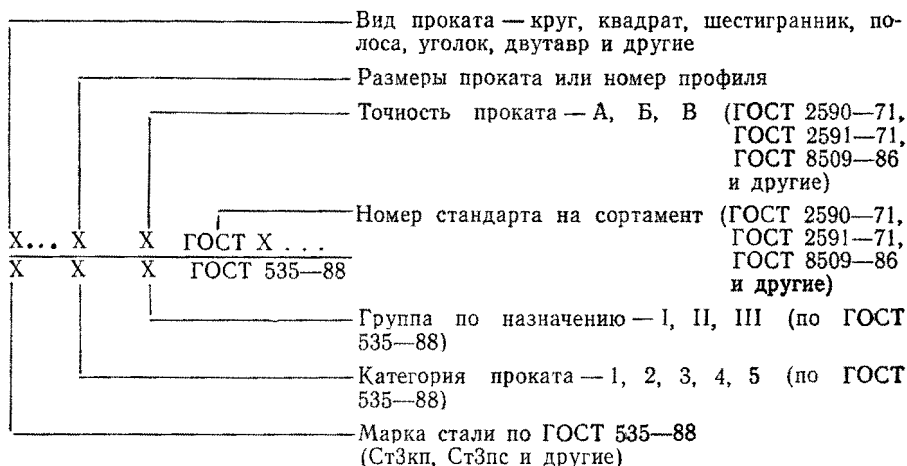 Вид проката — круг, квадрат, шестигранник, по-
лоса, уголок, двутавр и другие
Размеры проката или номер профиля
Точность проката — А, Б, В (ГОСТ 2590—71,
ГОСТ 2591—71,
ГОСТ 8509—86
и другие)
Номер стандарта на сортамент (ГОСТ 2590—71,
ГОСТ 2591—71,
ГОСТ 8509—86
и другие)
X... X X ГОСТ X . . .
X X X ГОСТ 535—88
Группа по назначению — I, II, III (по ГОСТ
535—88)
Категория проката — 1, 2, 3, 4, 5 (по ГОСТ
535—88)
Марка стали по ГОСТ 535—88
(Ст3кп, Ст3пс и другие)